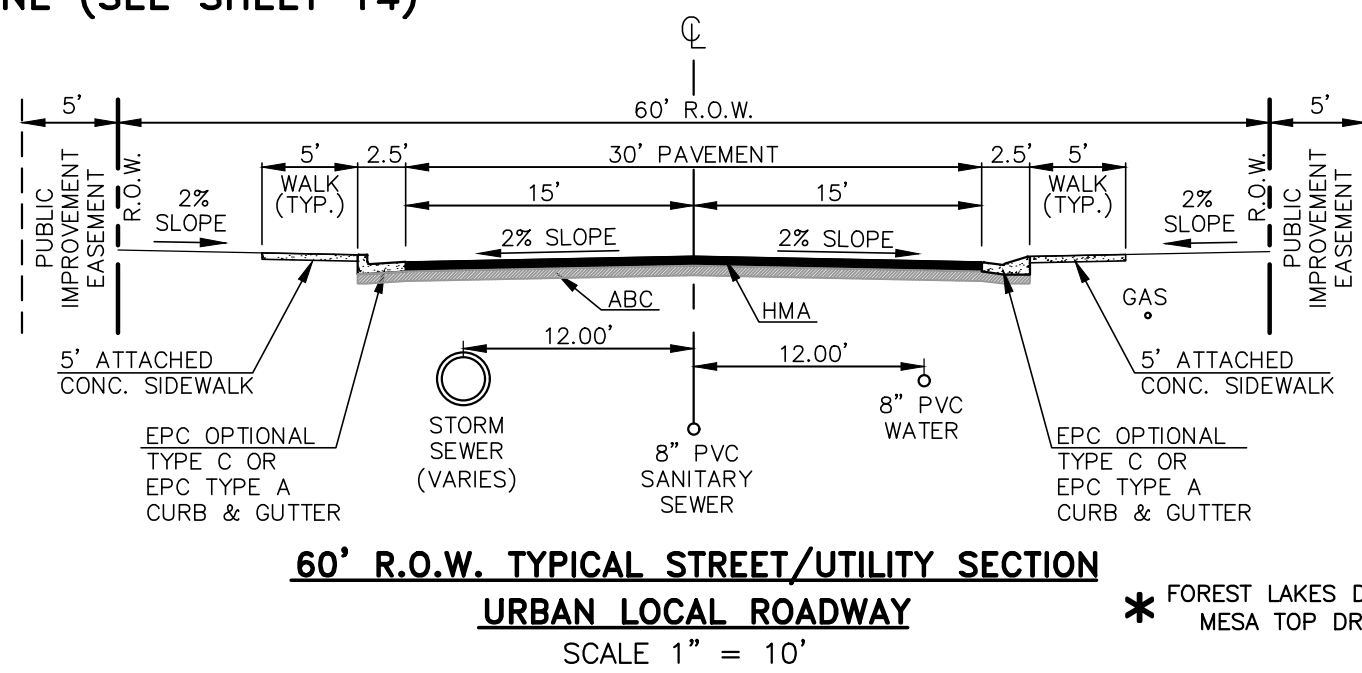 NE (SEE SHEET 14)
℄
5'
60' R.O.W.
5'
5'
2.5'
30' PAVEMENT
2.5'
5'
WALK
(TYP.)
WALK
(TYP.)
15'
15'
PUBLIC
IMPROVEMENT
EASEMENT
R.O.W.
2%
SLOPE
2% SLOPE
2% SLOPE
2%
SLOPE
R.O.W.
PUBLIC
IMPROVEMENT
EASEMENT
ABC
HMA
GAS
12.00'
12.00'
5' ATTACHED
CONC. SIDEWALK
5' ATTACHED
CONC. SIDEWALK
STORM
SEWER
(VARIES)
8" PVC
SANITARY
SEWER
8" PVC
WATER
EPC OPTIONAL
TYPE C OR
EPC TYPE A
CURB & GUTTER
EPC OPTIONAL
TYPE C OR
EPC TYPE A
CURB & GUTTER
60' R.O.W. TYPICAL STREET/UTILITY SECTION
URBAN LOCAL ROADWAY
SCALE 1" = 10'
* FOREST LAKES D
MESA TOP DR